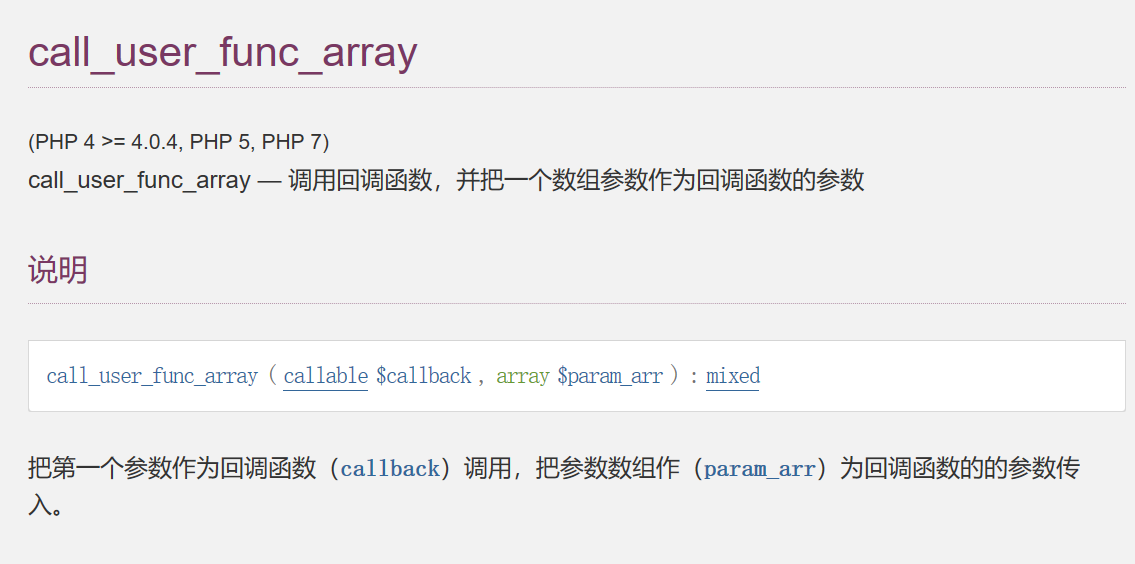 call_user_func_array
(PHP 4 >= 4.0.4, PHP 5, PHP 7)
call_user_func_array — 调用回调函数，并把一个数组参数作为回调函数的参数
说明
call_user_func_array ( callable $callback , array $param_arr ) : mixed
把第一个参数作为回调函数（callback）调用，把参数数组作（param_arr）为回调函数的的参数传
入。